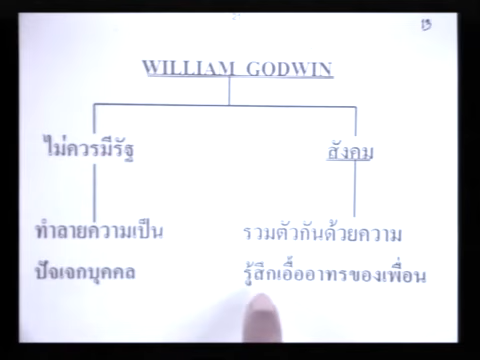 WILLIAM GODWIN
ไม่ควรมีรัฐ
สังคม
ทำลายความเป็น
ปัจเจกบุคคล
รวมตัวกันด้วยความ
รู้สึกเอื้ออาทรของเพื่อน